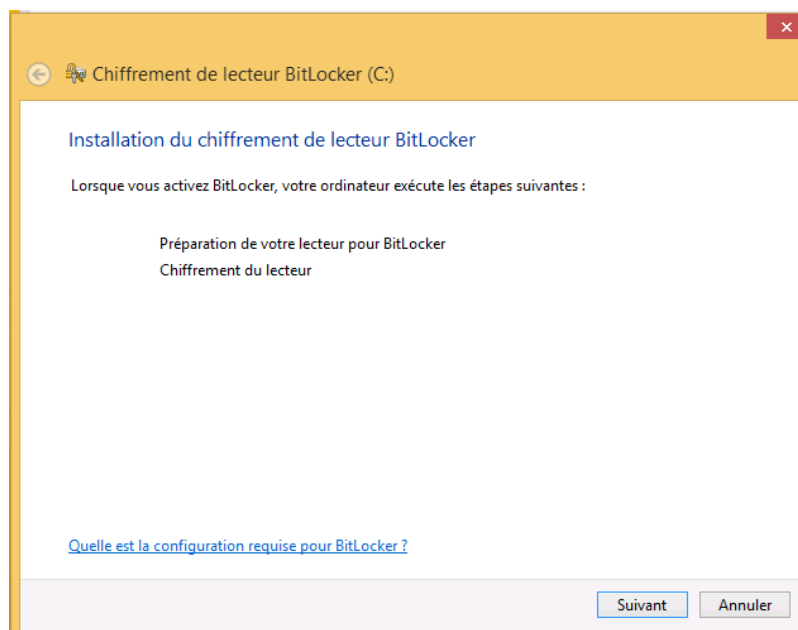 Chiffrement de lecteur BitLocker (C:)
Installation du chiffrement de lecteur BitLocker
Lorsque vous activez BitLocker, votre ordinateur exécute les étapes suivantes :
Préparation de votre lecteur pour BitLocker
Chiffrement du lecteur
Quelle est la configuration requise pour BitLocker ?
Suivant Annuler